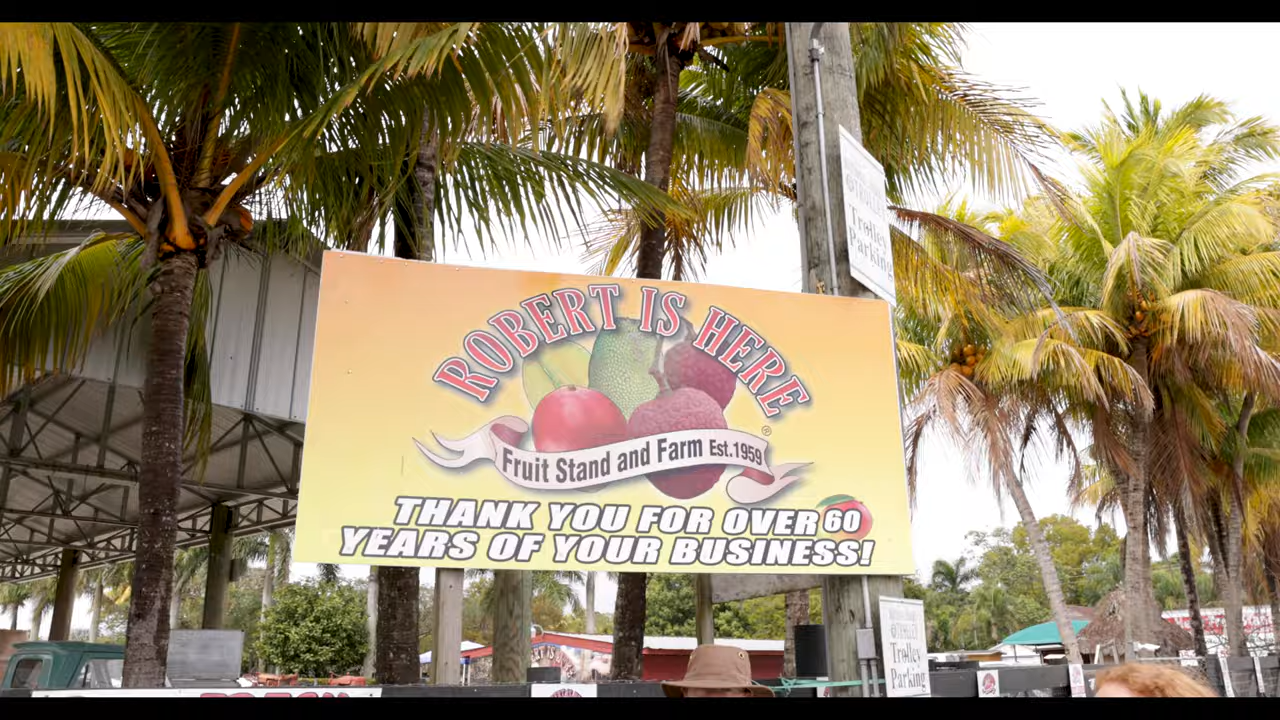 ROBERT IS HERE
®
Fruit Stand and Farm Est.1959
THANK YOU FOR OVER 60
YEARS OF YOUR BUSINESS!
Trolley
Parking
Trolley
Parking